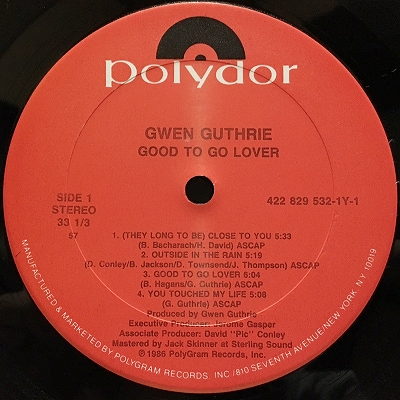 polydor
GWEN GUTHRIE
GOOD TO GO LOVER
SIDE 1
STEREO
33 1/3
422 829 532-1Y-1
57
1. (THEY LONG TO BE) CLOSE TO YOU 5:33
(B. Bacharach/H. David) ASCAP
2. OUTSIDE IN THE RAIN 5:19
(D. Conley/B. Jackson/D. Townsend/J. Thompson) ASCAP
3. GOOD TO GO LOVER 5:04
(B. Hagans/G. Guthrie) ASCAP
4. YOU TOUCHED MY LIFE 5:08
(G. Guthrie) ASCAP
Produced by Gwen Guthrie
Executive Producer: Jerome Gasper
Associate Producer: David "Pic" Conley
Mastered by Jack Skinner at Sterling Sound
©1986 PolyGram Records, Inc.
MANUFACTURED & MARKETED BY POLYGRAM RECORDS, INC./810 SEVENTH AVENUE/NEW YORK, N.Y. 10019